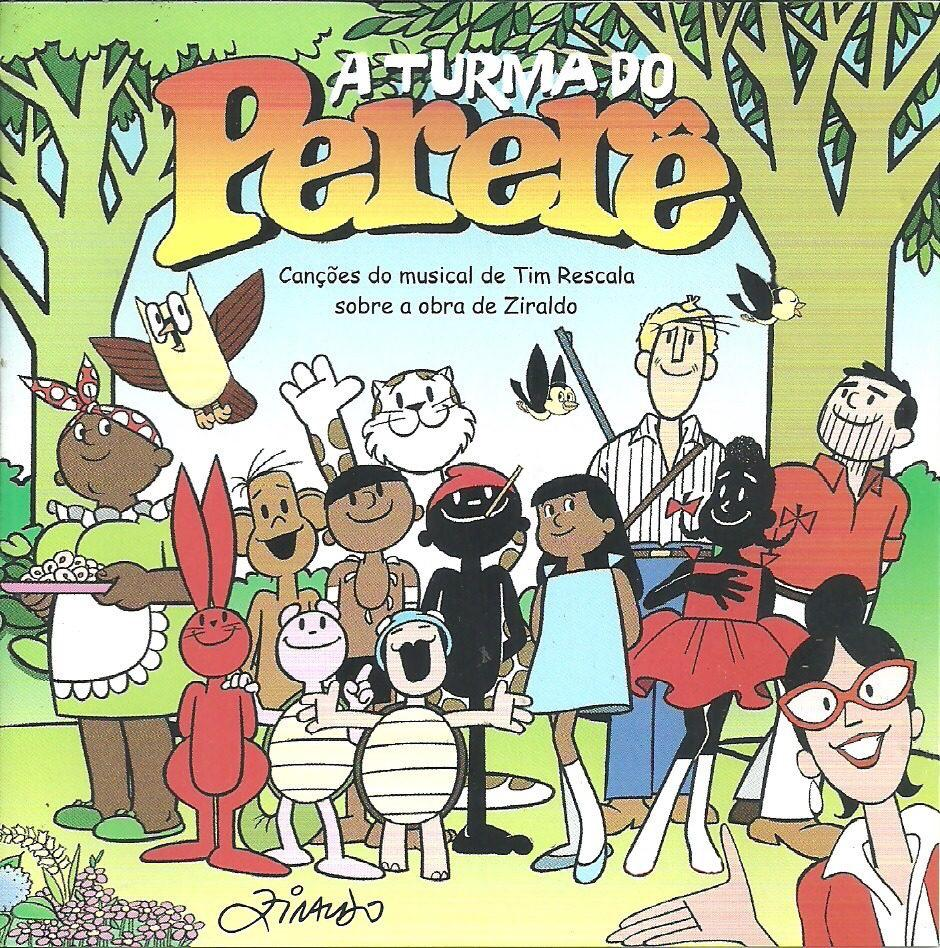 A TURMA DO
Pererê
Canções do musical de Tim Rescala
sobre a obra de Ziraldo
ZIRALDO